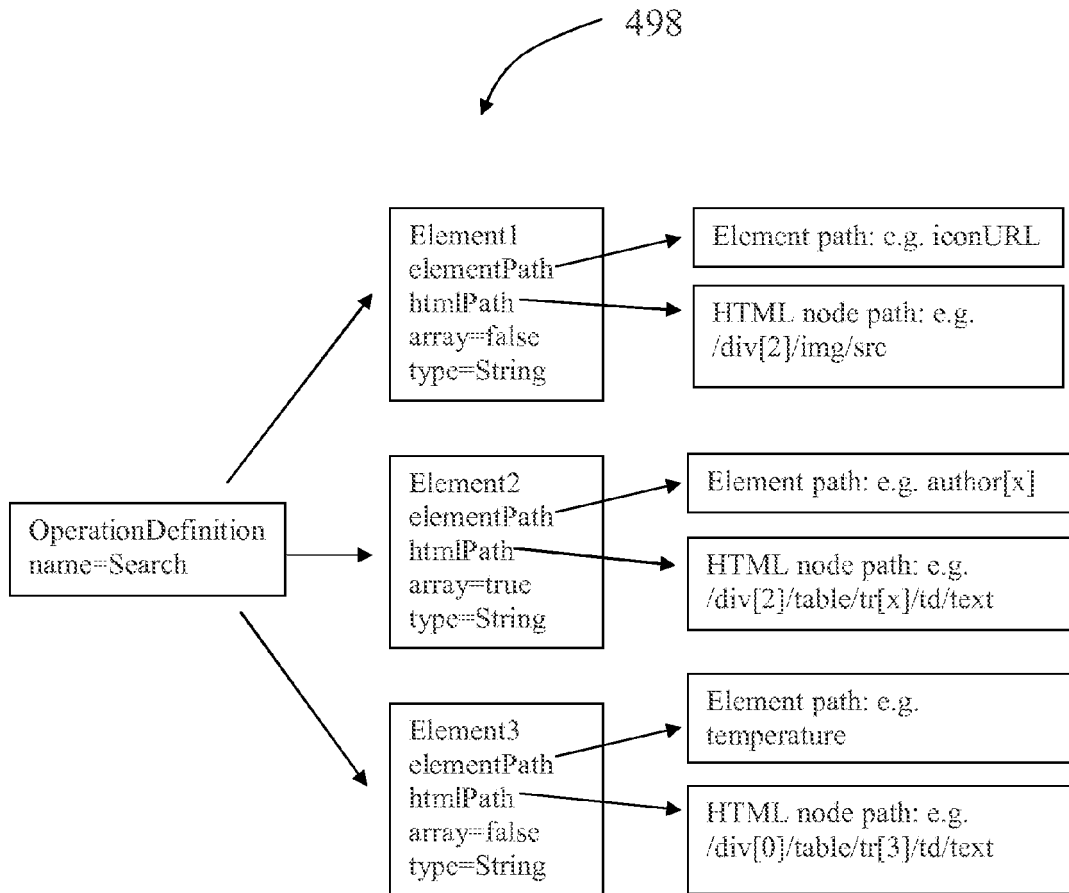 498
Element1
elementPath
htmlPath
array=false
type=String
Element path: e.g. iconURL
HTML node path: e.g.
/div[2]/img/src
OperationDefinition
name=Search
Element2
elementPath
htmlPath
array=true
type=String
Element path: e.g. author[x]
HTML node path: e.g.
/div[2]/table/tr[x]/td/text
Element3
elementPath
htmlPath
array=false
type=String
Element path: e.g.
temperature
HTML node path: e.g.
/div[0]/table/tr[3]/td/text